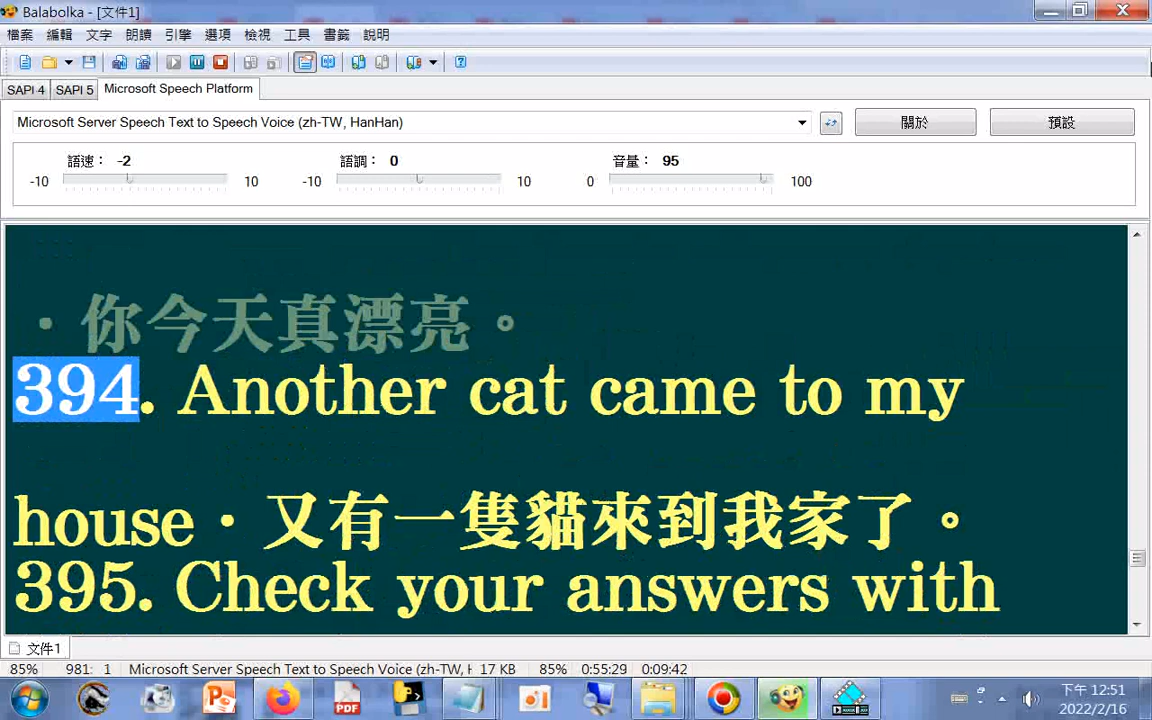 Balabolka - [文件1]
檔案 編輯 文字 朗讀 引擎 選項 檢視 工具 書籤 說明
SAPI 4 SAPI 5 Microsoft Speech Platform
Microsoft Server Speech Text to Speech Voice (zh-TW, HanHan) 關於 預設
語速： -2 語調： 0 音量： 95
-10 10 -10 10 0 100
．你今天真漂亮。
394. Another cat came to my
house．又有一隻貓來到我家了。
395. Check your answers with
文件1
85% 981: 1 Microsoft Server Speech Text to Speech Voice (zh-TW, H 17 KB 85% 0:55:29 0:09:42
PDF
下午 12:51
2022/2/16